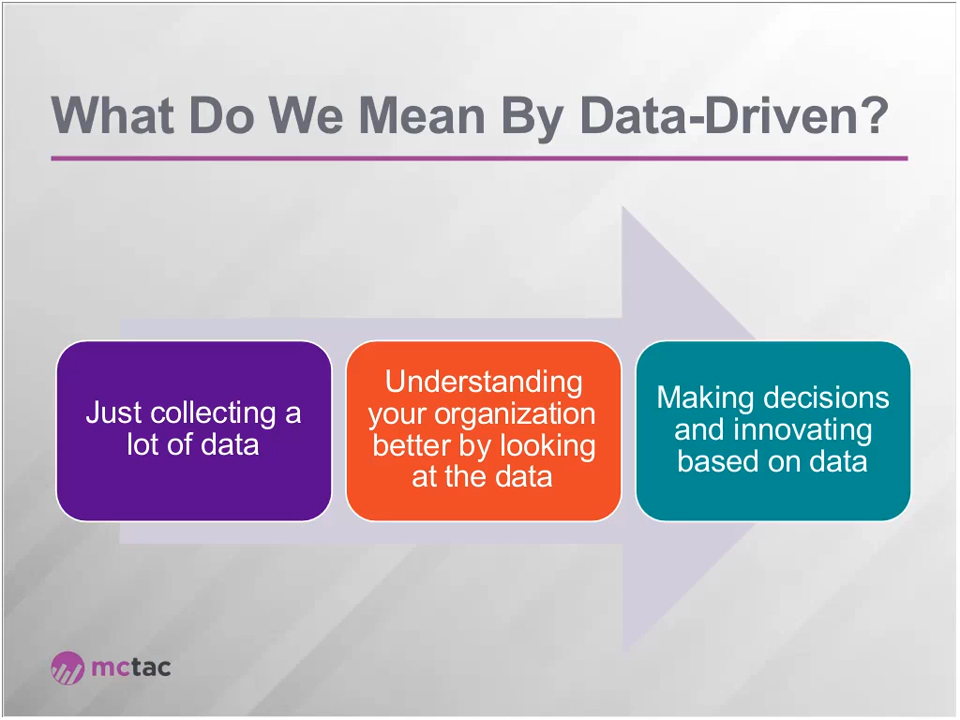 What Do We Mean By Data-Driven?
Just collecting a
lot of data
Understanding
your organization
better by looking
at the data
Making decisions
and innovating
based on data
mctac